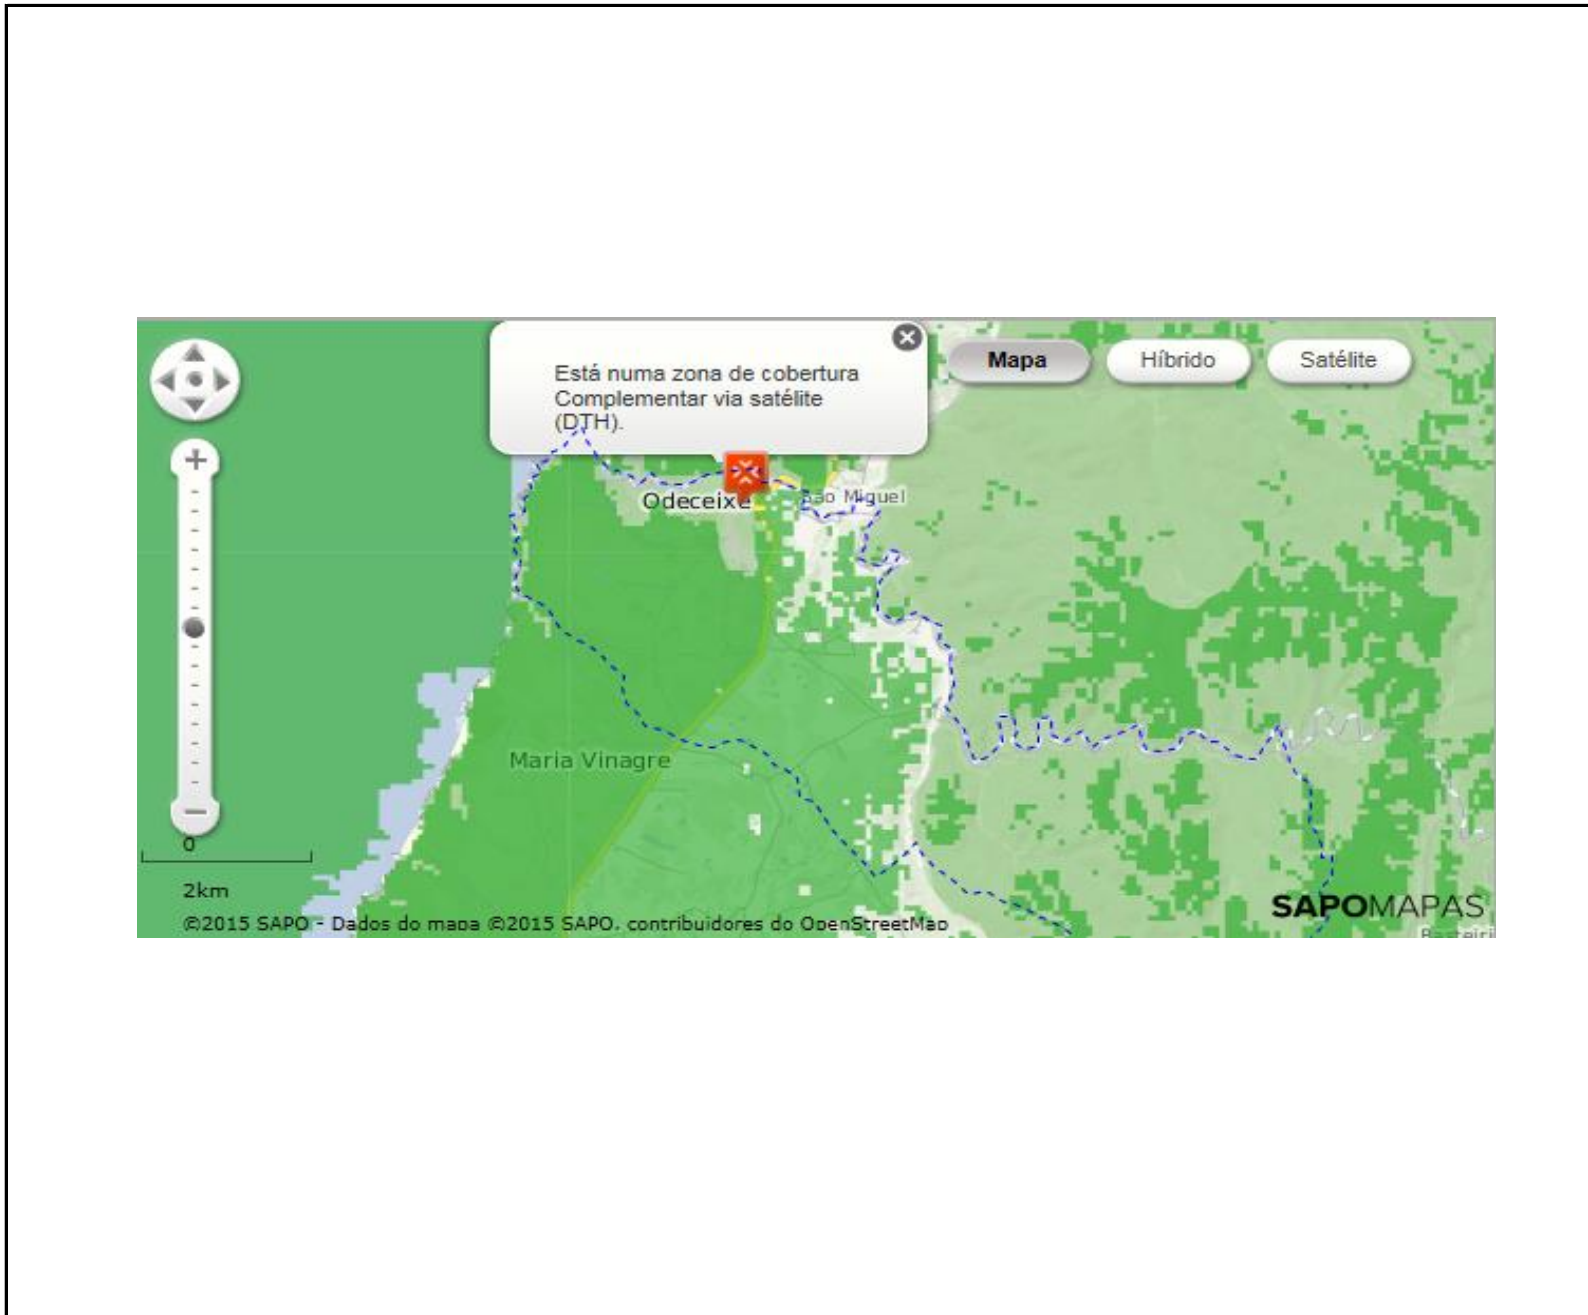 Está numa zona de cobertura
Complementar via satélite
(DTH).
Mapa
Híbrido
Satélite
Odeceixe
São Miguel
Maria Vinagre
0
2km
SAPOMAPAS
©2015 SAPO - Dados do mapa ©2015 SAPO, contribuidores do OpenStreetMap